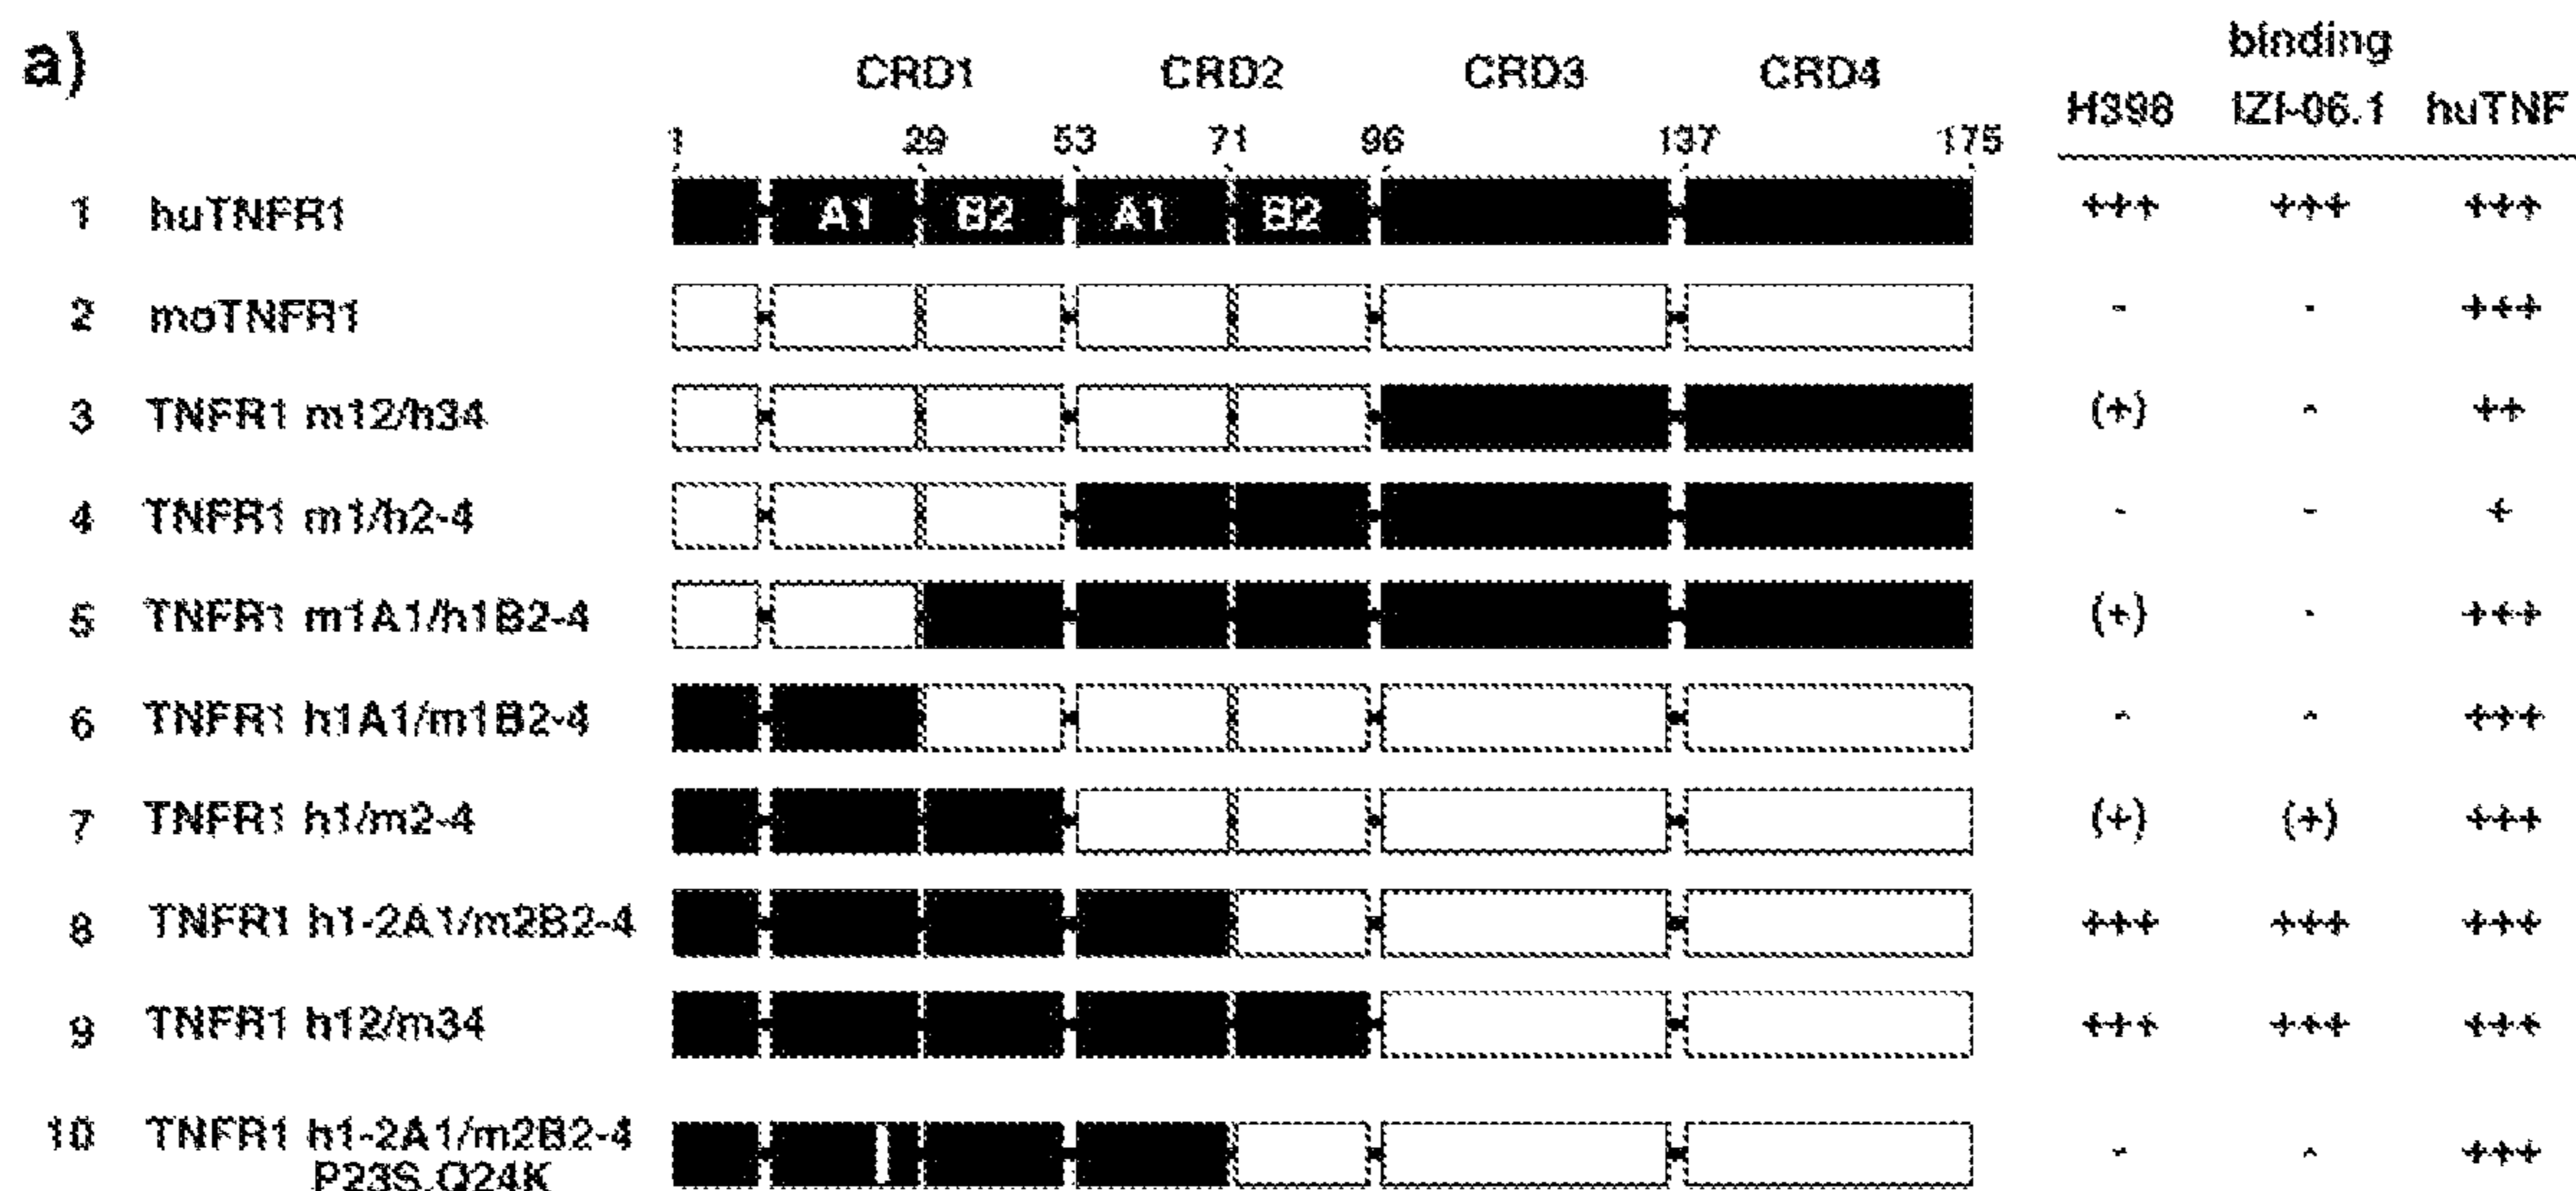 a)
binding
CRD1 CRD2 CRD3 CRD4
H398 IZI-06.1 huTNF
1 29 53 71 96 137 175
1 huTNFR1 A1 B2 A1 B2 +++ +++ +++
2 moTNFR1 - - +++
3 TNFR1 m12/h34 (+) - ++
4 TNFR1 m1/h2-4 - - +
5 TNFR1 m1A1/h1B2-4 (+) - +++
6 TNFR1 h1A1/m1B2-4 - - +++
7 TNFR1 h1/m2-4 (+) (+) +++
8 TNFR1 h1-2A1/m2B2-4 +++ +++ +++
9 TNFR1 h12/m34 +++ +++ +++
10 TNFR1 h1-2A1/m2B2-4 - - +++
P23S,Q24K